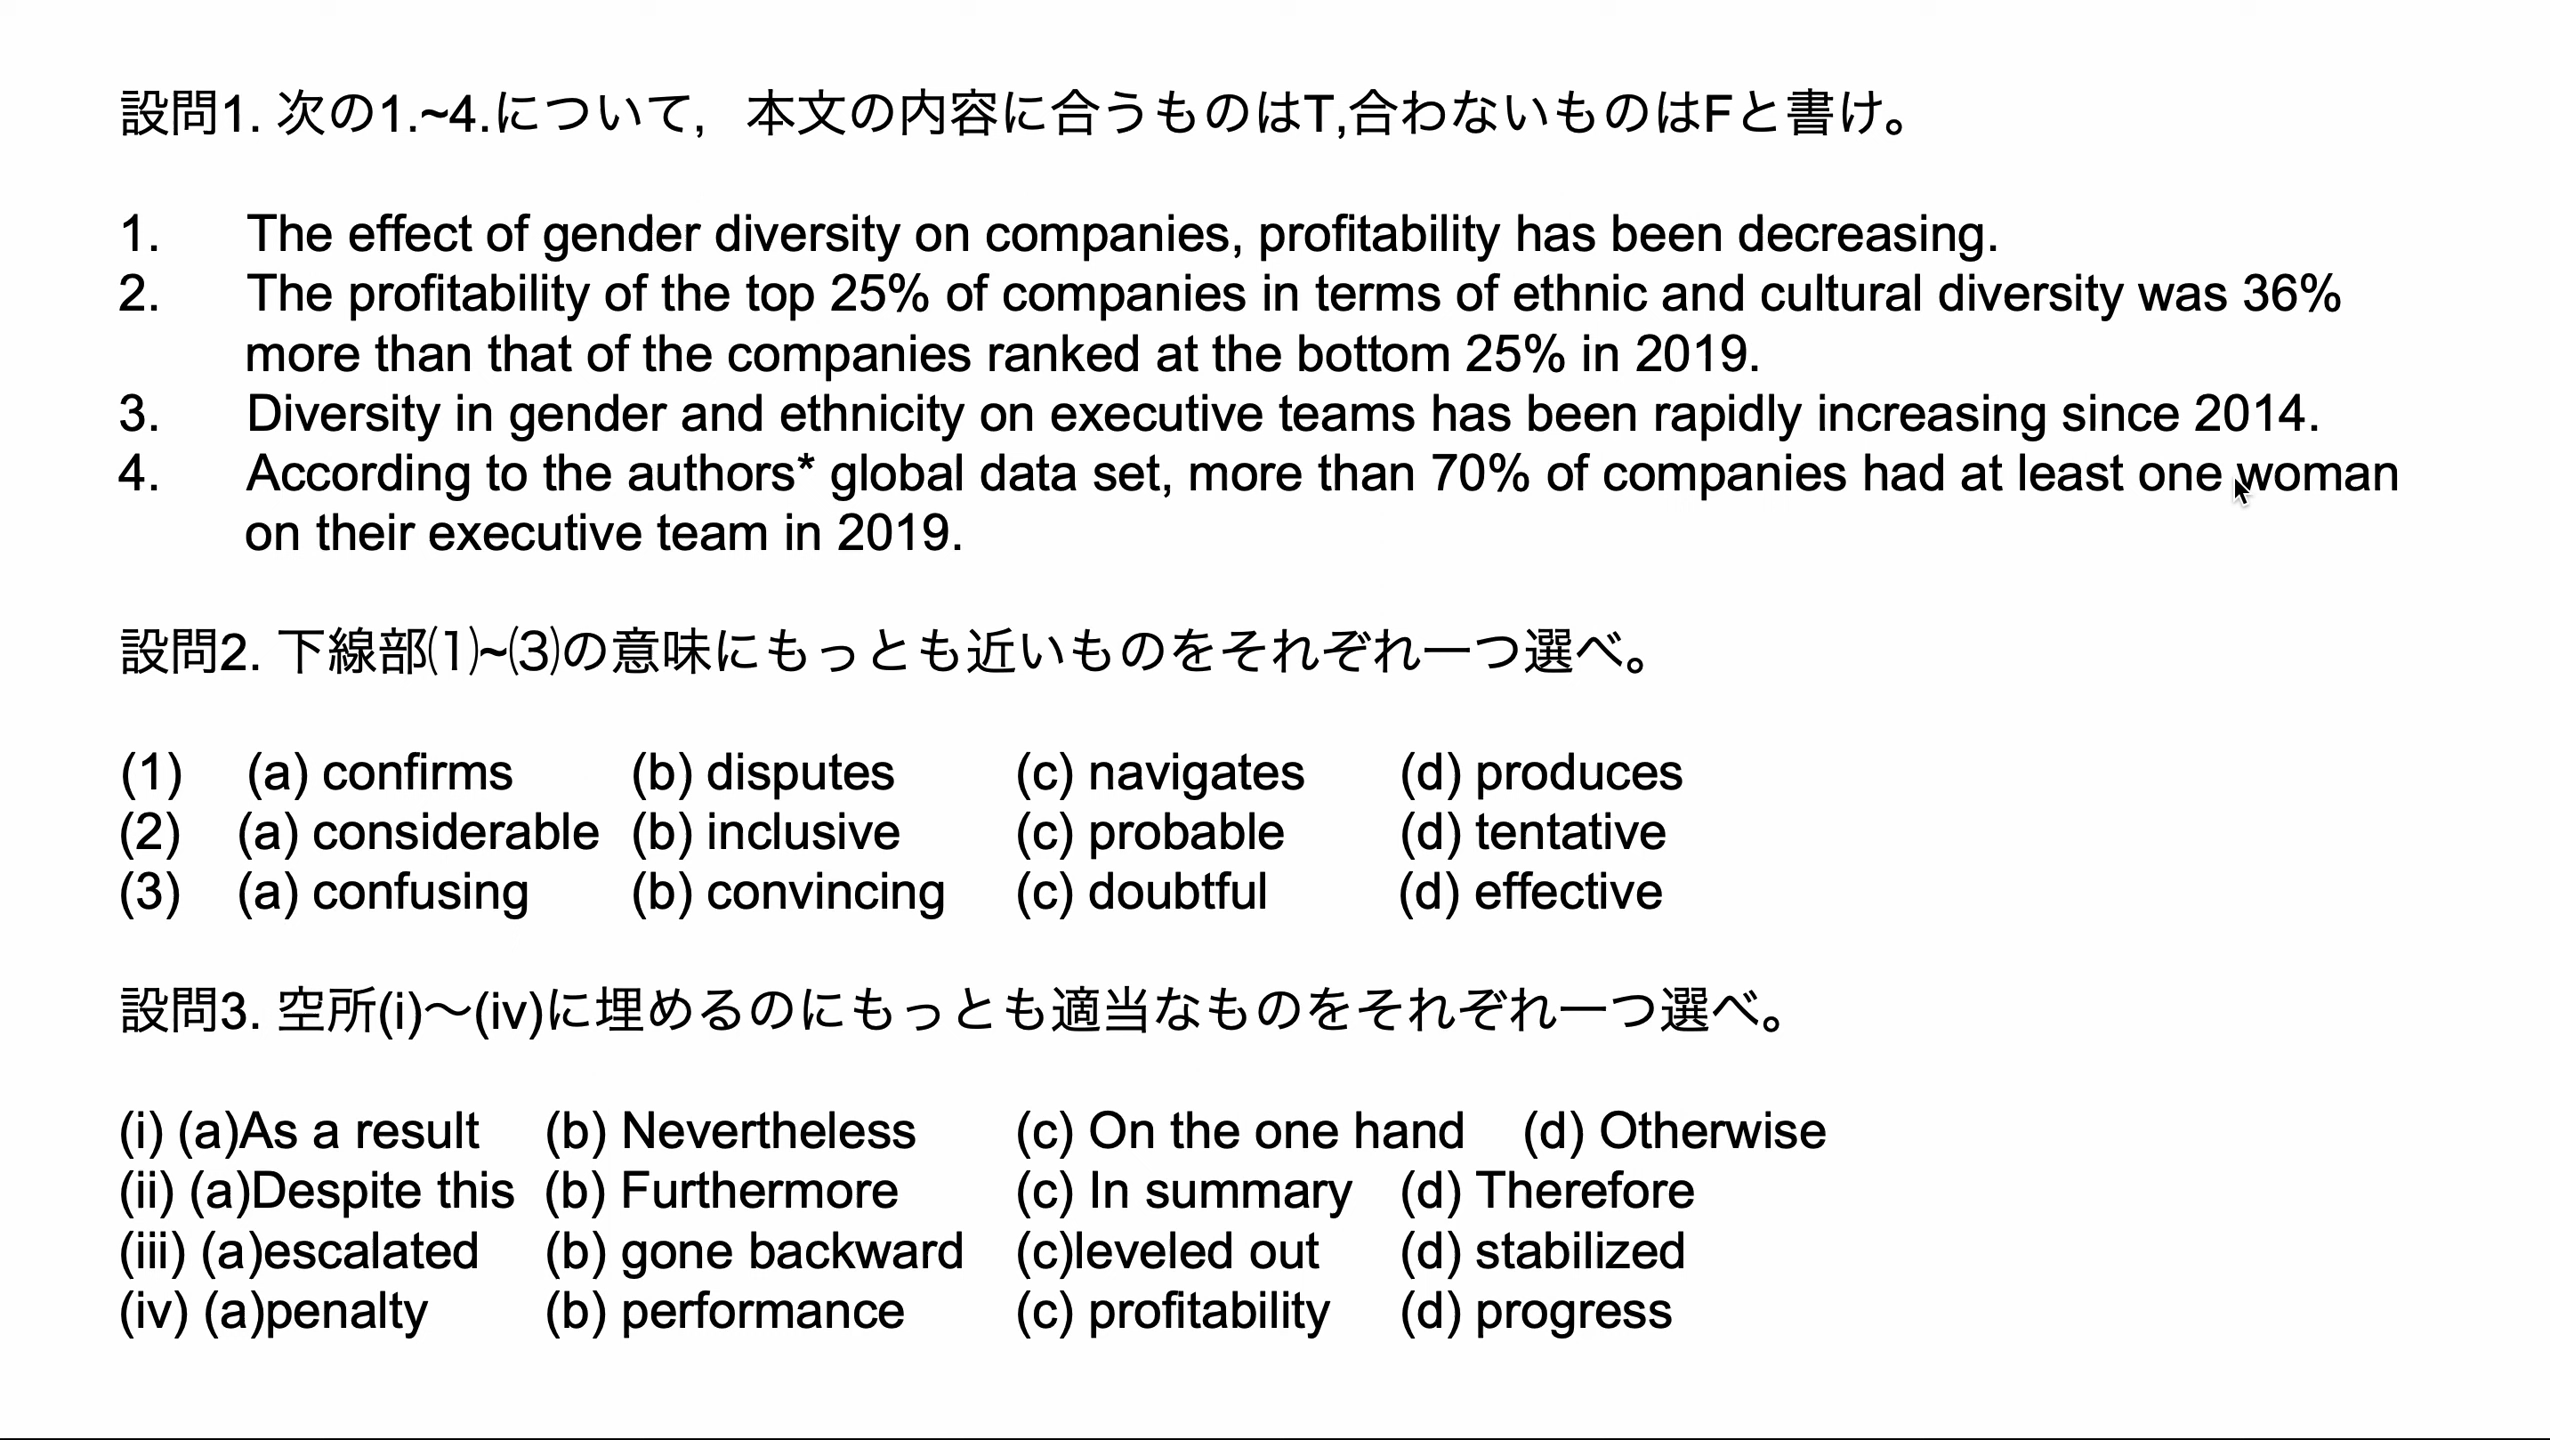 設問1. 次の1.~4.について，本文の内容に合うものはT,合わないものはFと書け。
1. The effect of gender diversity on companies, profitability has been decreasing.
2. The profitability of the top 25% of companies in terms of ethnic and cultural diversity was 36%
more than that of the companies ranked at the bottom 25% in 2019.
3. Diversity in gender and ethnicity on executive teams has been rapidly increasing since 2014.
4. According to the authors* global data set, more than 70% of companies had at least one woman
on their executive team in 2019.
設問2. 下線部⑴~⑶の意味にもっとも近いものをそれぞれ一つ選べ。
(1) (a) confirms (b) disputes (c) navigates (d) produces
(2) (a) considerable (b) inclusive (c) probable (d) tentative
(3) (a) confusing (b) convincing (c) doubtful (d) effective
設問3. 空所(i)〜(iv)に埋めるのにもっとも適当なものをそれぞれ一つ選べ。
(i) (a)As a result (b) Nevertheless (c) On the one hand (d) Otherwise
(ii) (a)Despite this (b) Furthermore (c) In summary (d) Therefore
(iii) (a)escalated (b) gone backward (c)leveled out (d) stabilized
(iv) (a)penalty (b) performance (c) profitability (d) progress